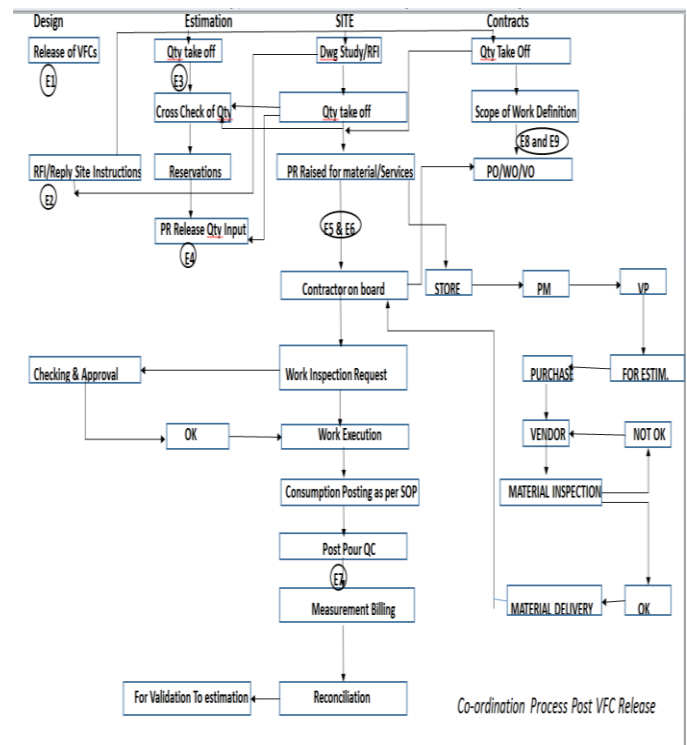 Design Estimation SITE Contracts
Release of VFCs Qty take off Dwg Study/RFI Qty Take Off
E1 E3
Cross Check of Qty Qty take off Scope of Work Definition
E8 and E9
RFI/Reply Site Instructions Reservations PR Raised for material/Services PO/WO/VO
E2
PR Release Qty Input E5 & E6
E4
Contractor on board STORE PM VP
Checking & Approval Work Inspection Request PURCHASE FOR ESTIM.
OK Work Execution VENDOR NOT OK
Consumption Posting as per SOP MATERIAL INSPECTION
Post Pour QC
E7
Measurement Billing MATERIAL DELIVERY OK
For Validation To estimation Reconciliation
Co-ordination Process Post VFC Release